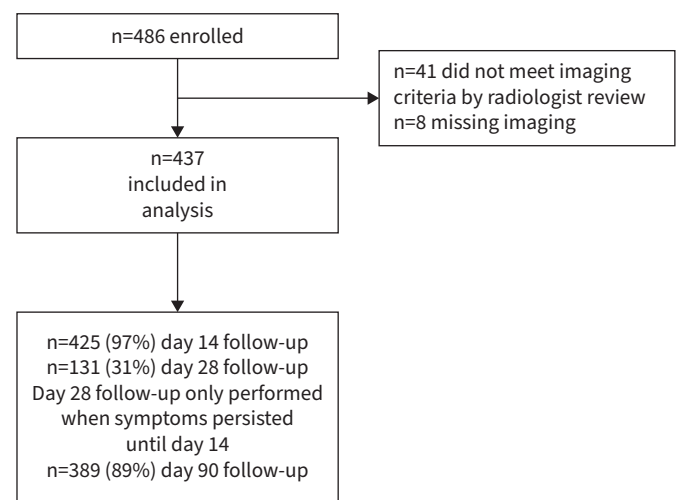 n=486 enrolled
n=41 did not meet imaging
criteria by radiologist review
n=8 missing imaging
n=437
included in
analysis
n=425 (97%) day 14 follow-up
n=131 (31%) day 28 follow-up
Day 28 follow-up only performed
when symptoms persisted
until day 14
n=389 (89%) day 90 follow-up